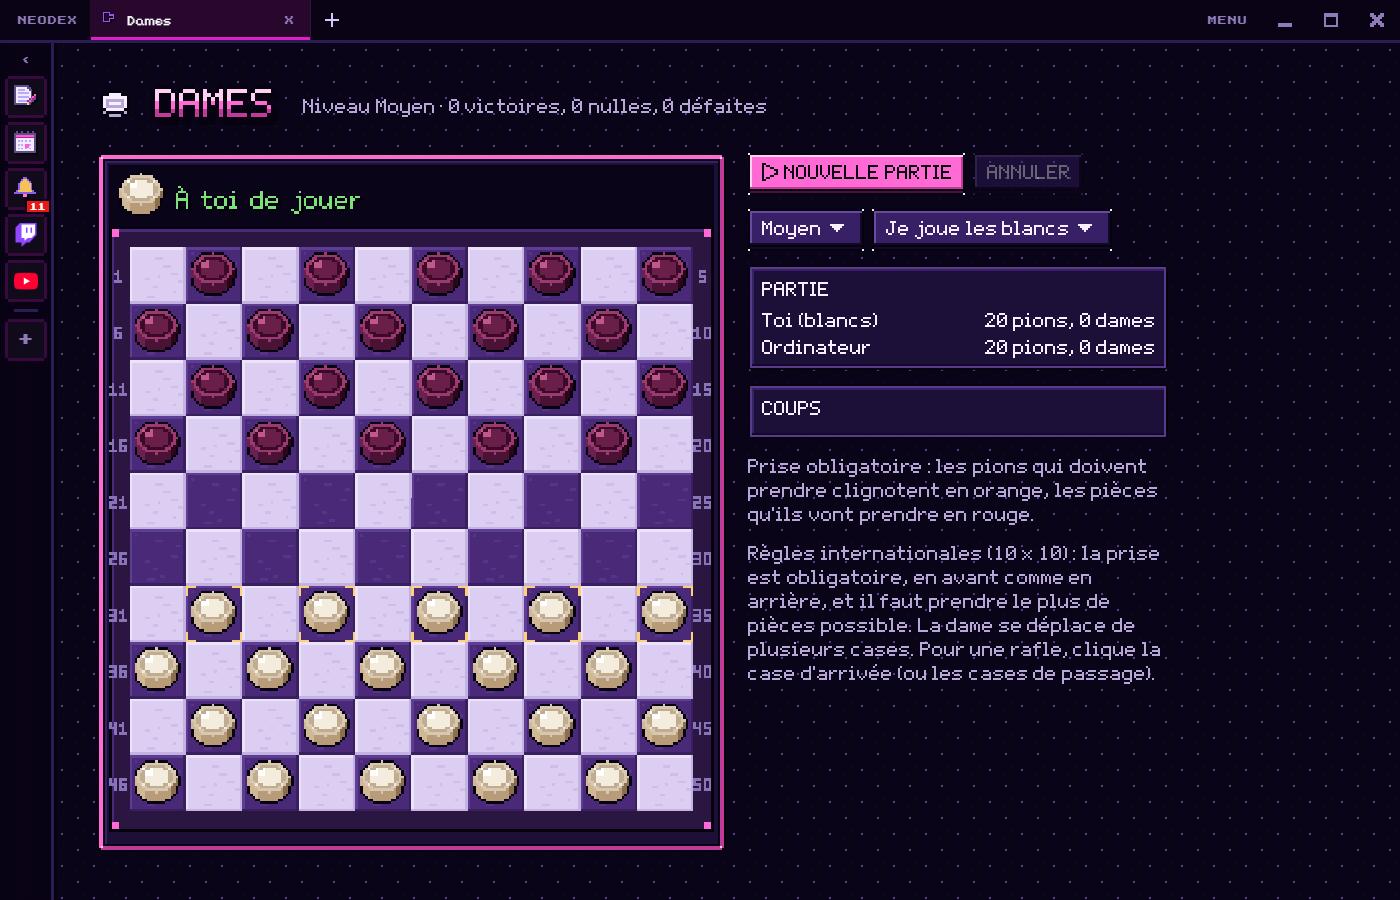 NEODEX
Dames
MENU
11
DAMES
Niveau Moyen · 0 victoires, 0 nulles, 0 défaites
À toi de jouer
NOUVELLE PARTIE
ANNULER
Moyen
Je joue les blancs
PARTIE
Toi (blancs) 20 pions, 0 dames
Ordinateur 20 pions, 0 dames
COUPS
Prise obligatoire : les pions qui doivent
prendre clignotent en orange, les pièces
qu'ils vont prendre en rouge.
Règles internationales (10 x 10) : la prise
est obligatoire, en avant comme en
arrière, et il faut prendre le plus de
pièces possible. La dame se déplace de
plusieurs cases. Pour une rafle, clique la
case d'arrivée (ou les cases de passage).
1 5
6 10
11 15
16 20
21 25
26 30
31 35
36 40
41 45
46 50